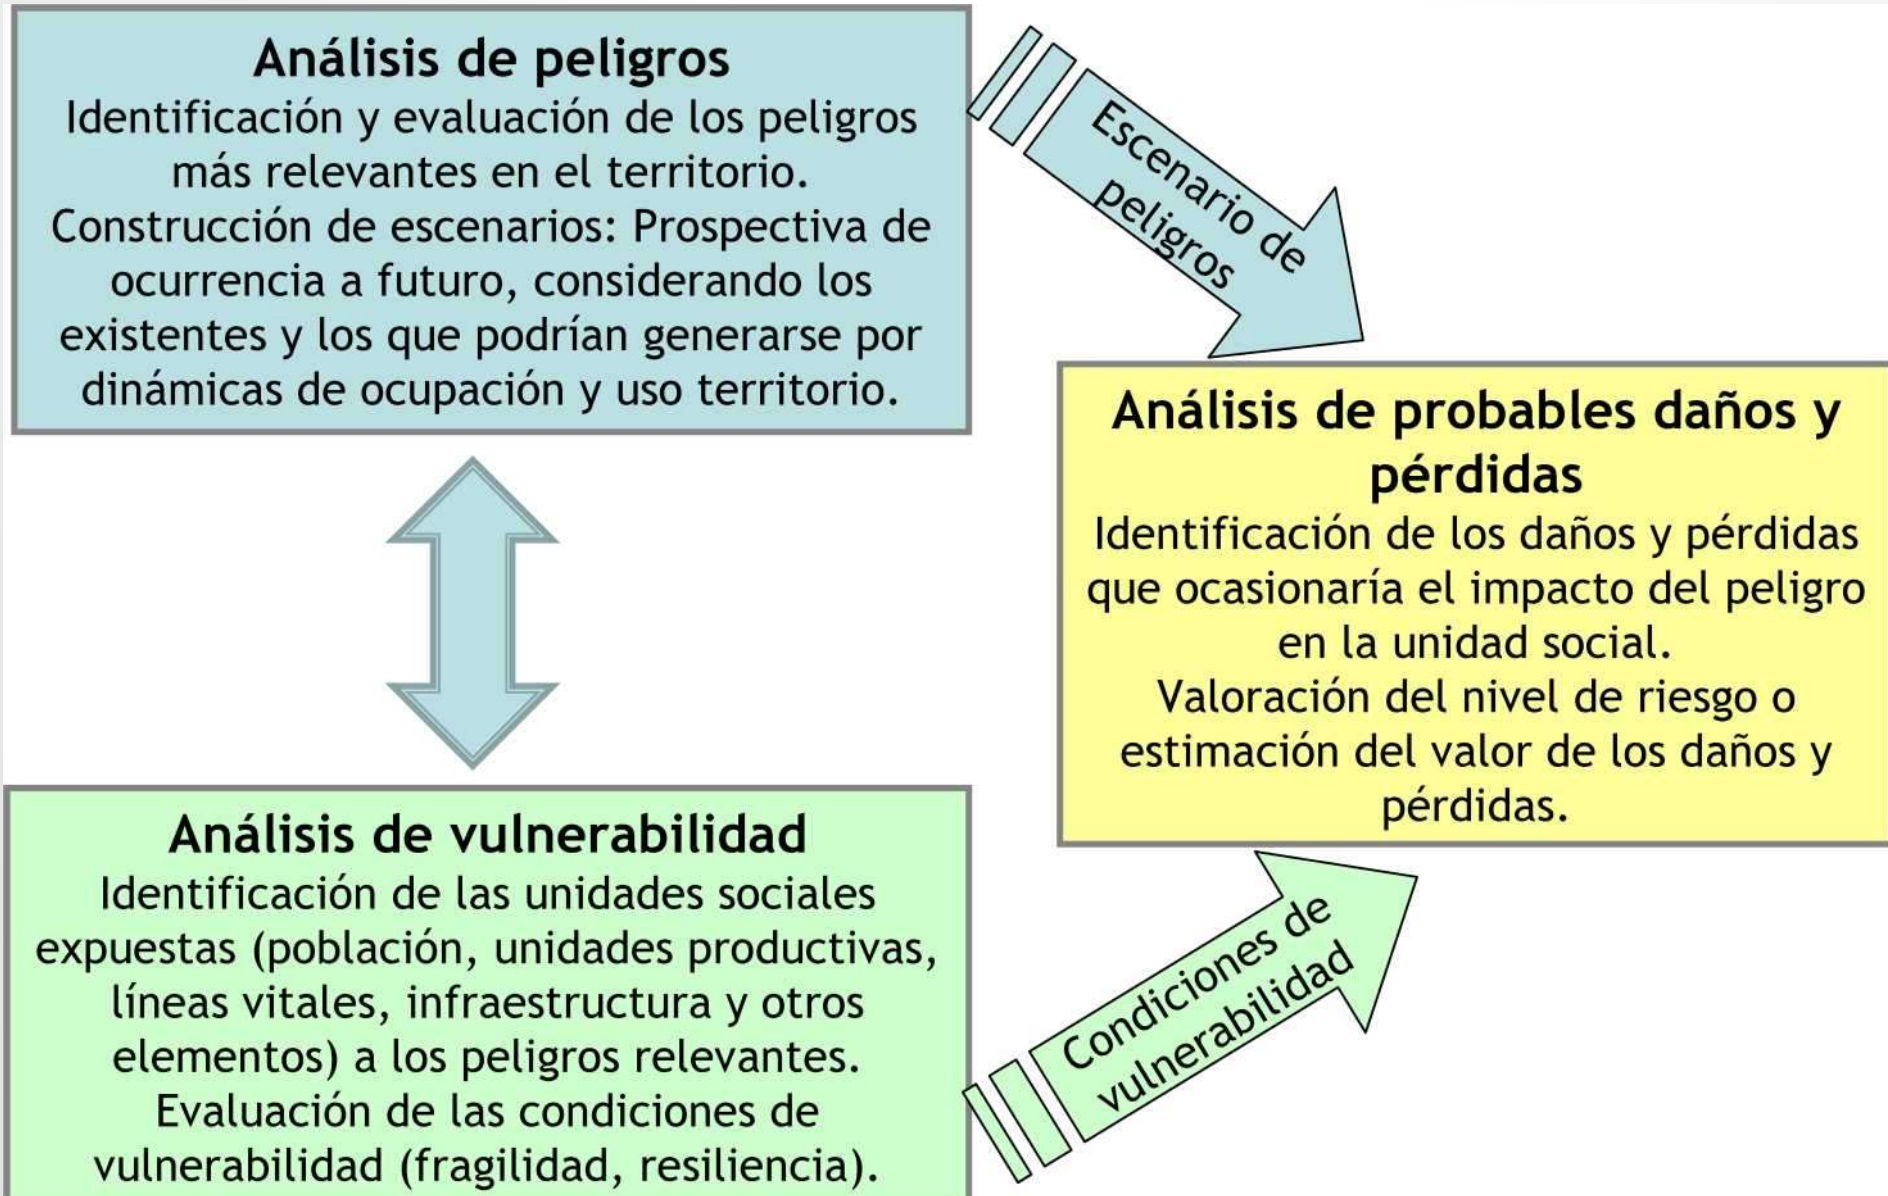 Análisis de peligros
Identificación y evaluación de los peligros
más relevantes en el territorio.
Construcción de escenarios: Prospectiva de
ocurrencia a futuro, considerando los
existentes y los que podrían generarse por
dinámicas de ocupación y uso territorio.
Escenario de
peligros
Análisis de probables daños y
pérdidas
Identificación de los daños y pérdidas
que ocasionaría el impacto del peligro
en la unidad social.
Valoración del nivel de riesgo o
estimación del valor de los daños y
pérdidas.
Análisis de vulnerabilidad
Identificación de las unidades sociales
expuestas (población, unidades productivas,
líneas vitales, infraestructura y otros
elementos) a los peligros relevantes.
Evaluación de las condiciones de
vulnerabilidad (fragilidad, resiliencia).
Condiciones de
vulnerabilidad